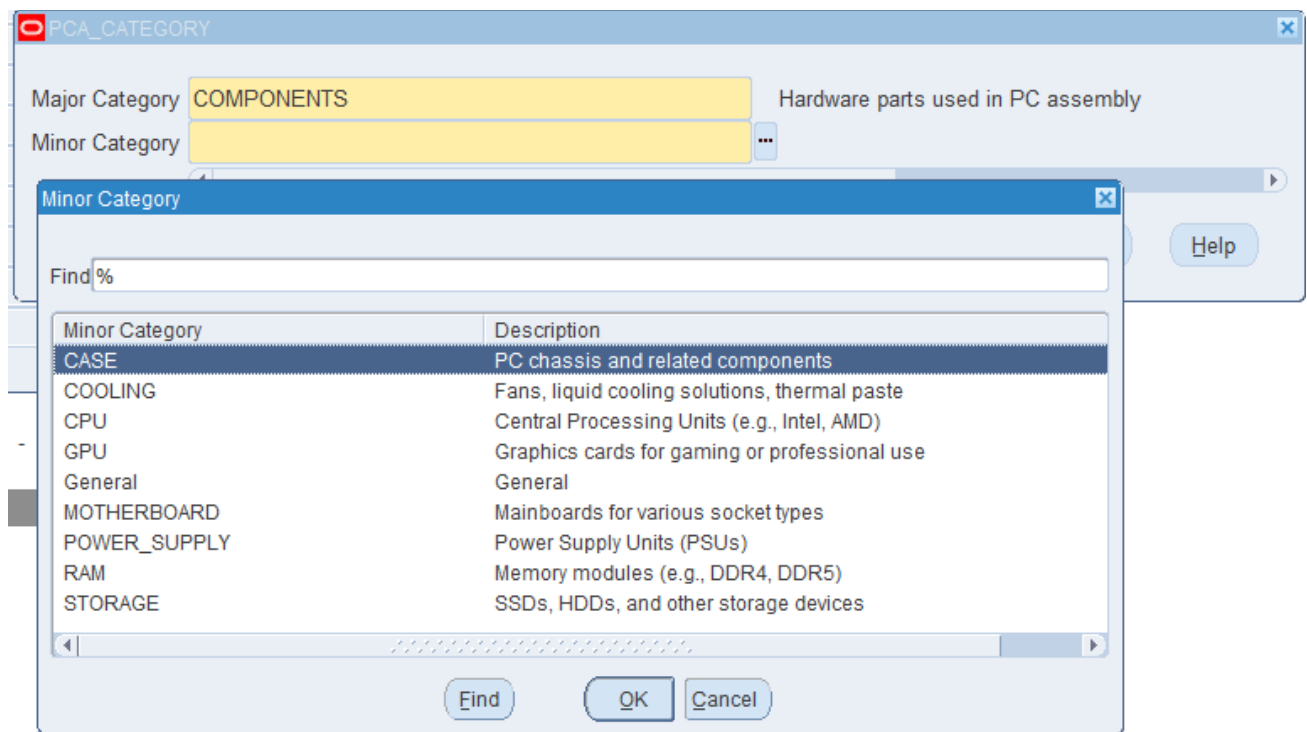 PCA_CATEGORY
Major Category COMPONENTS Hardware parts used in PC assembly
Minor Category ...
Minor Category
Help
Find %
Minor Category Description
CASE PC chassis and related components
COOLING Fans, liquid cooling solutions, thermal paste
CPU Central Processing Units (e.g., Intel, AMD)
GPU Graphics cards for gaming or professional use
General General
MOTHERBOARD Mainboards for various socket types
POWER_SUPPLY Power Supply Units (PSUs)
RAM Memory modules (e.g., DDR4, DDR5)
STORAGE SSDs, HDDs, and other storage devices
Find OK Cancel